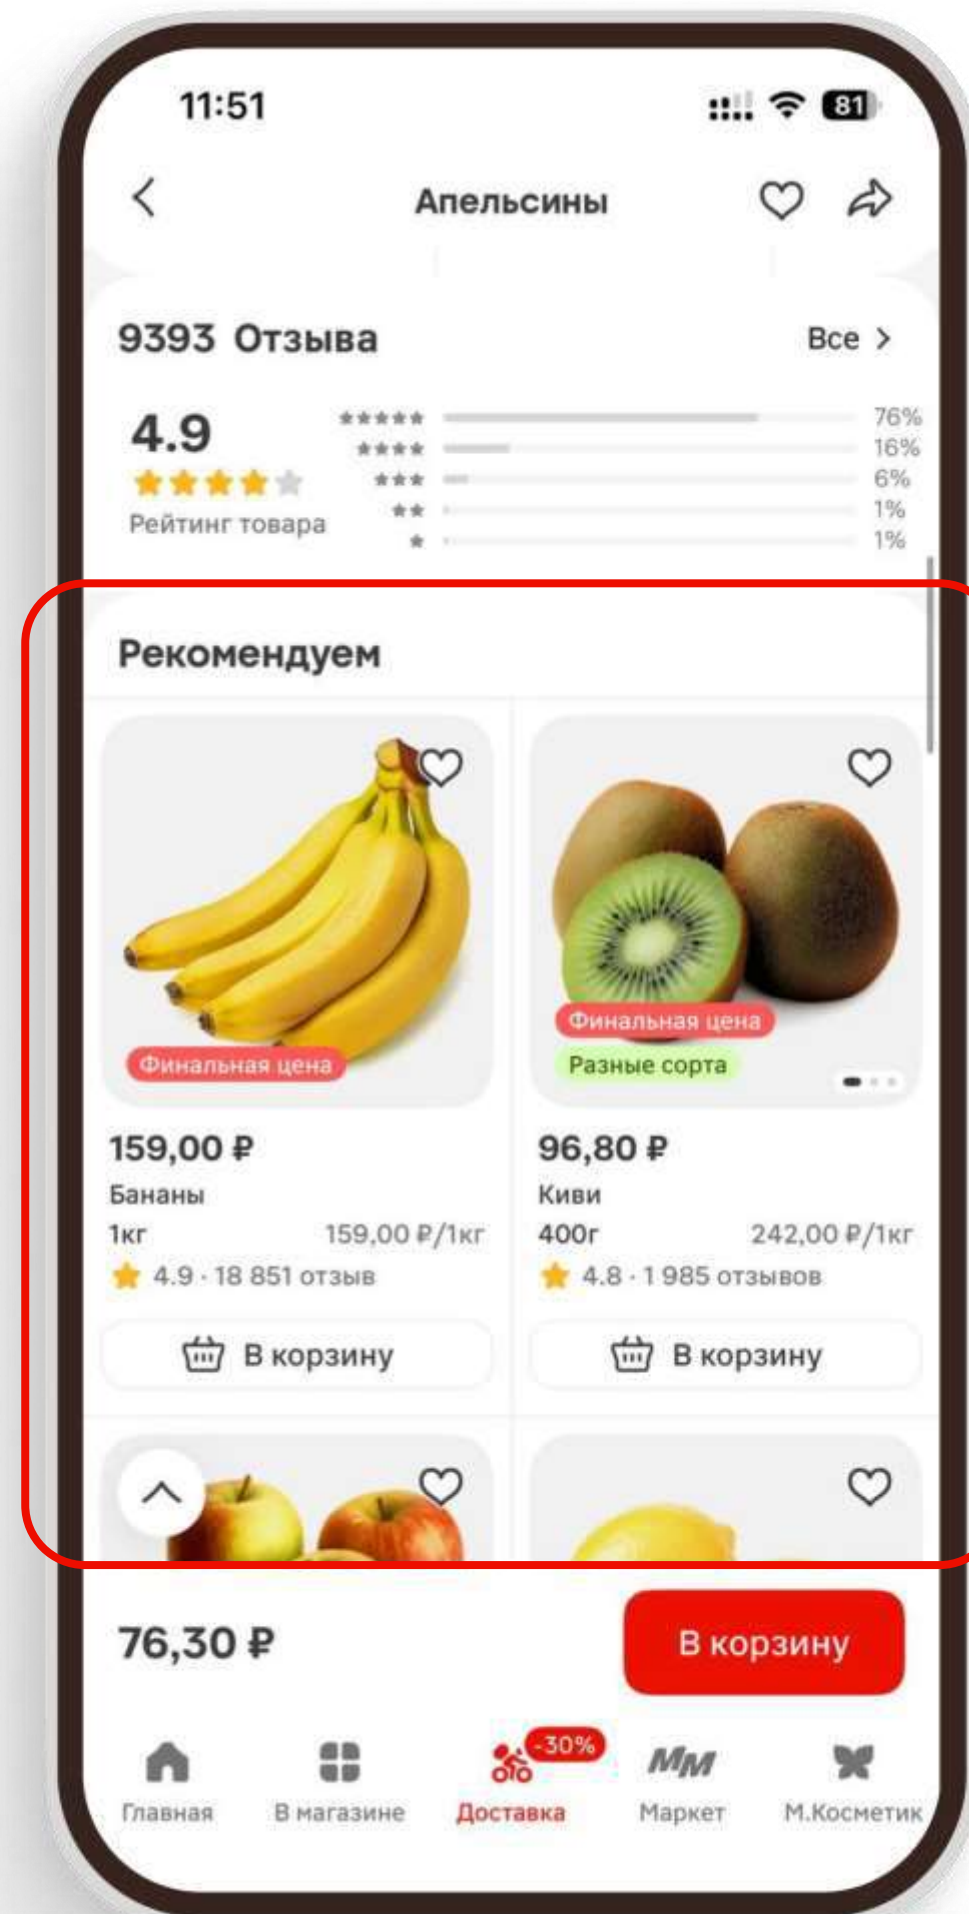 11:51
81
Апельсины
9393 Отзыва
Все >
4.9
Рейтинг товара
76%
16%
6%
1%
1%
Рекомендуем
Финальная цена
Финальная цена
Разные сорта
159,00 ₽
Бананы
1кг 159,00 ₽/1кг
4.9 · 18 851 отзыв
В корзину
96,80 ₽
Киви
400г 242,00 ₽/1кг
4.8 · 1 985 отзывов
В корзину
76,30 ₽
В корзину
-30%
Главная
В магазине
Доставка
ММ
Маркет
М.Косметик